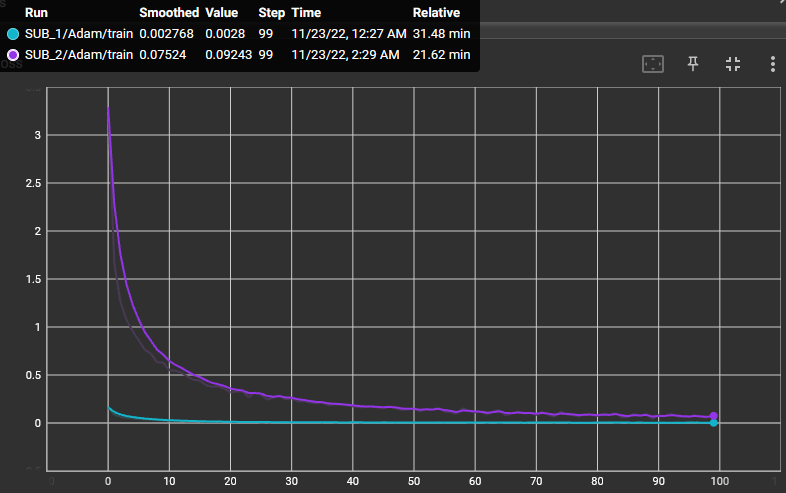 Run Smoothed Value Step Time Relative
SUB_1/Adam/train 0.002768 0.0028 99 11/23/22, 12:27 AM 31.48 min
SUB_2/Adam/train 0.07524 0.09243 99 11/23/22, 2:29 AM 21.62 min
3
2.5
2
1.5
1
0.5
0
0 10 20 30 40 50 60 70 80 90 100